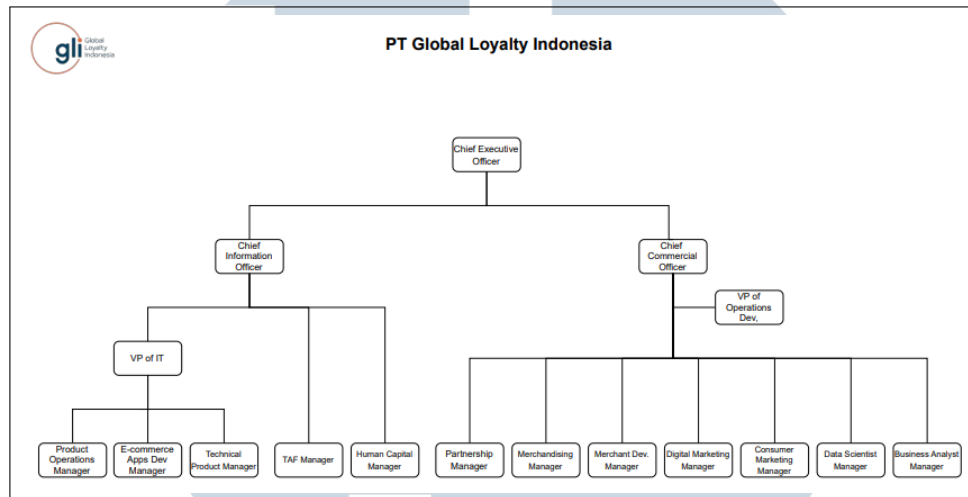 gli
Global
Loyalty
Indonesia
PT Global Loyalty Indonesia
Chief Executive
Officer
Chief
Information
Officer
Chief
Commercial
Officer
VP of
Operations
Dev,
VP of IT
Product
Operations
Manager
E-commerce
Apps Dev
Manager
Technical
Product Manager
TAF Manager
Human Capital
Manager
Partnership
Manager
Merchandising
Manager
Merchant Dev.
Manager
Digital Marketing
Manager
Consumer
Marketing
Manager
Data Scientist
Manager
Business Analyst
Manager